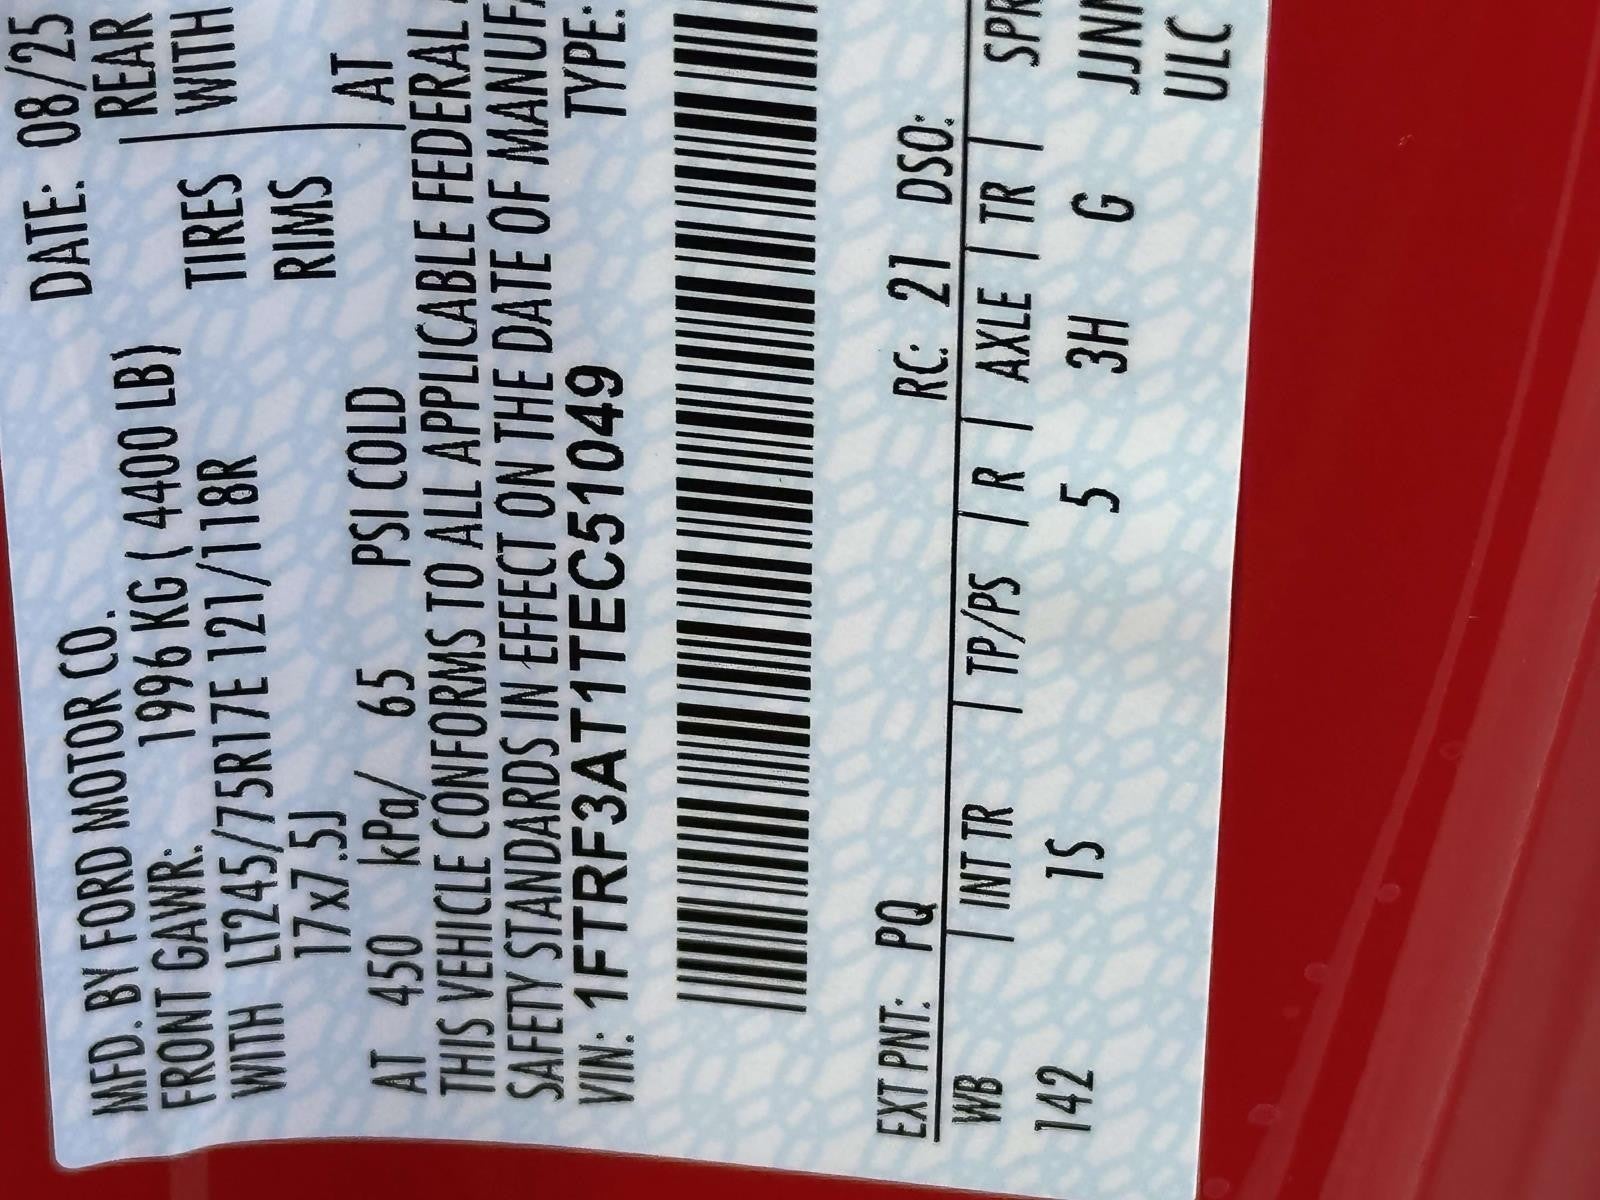 MFD. BY FORD MOTOR CO. DATE: 08/25
FRONT GAWR: 1996 KG ( 4400 LB) REAR
WITH LT245/75R17E 121/118R TIRES WITH
17x7.5J RIMS
AT 450 kPa/ 65 PSI COLD AT
THIS VEHICLE CONFORMS TO ALL APPLICABLE FEDERAL
SAFETY STANDARDS IN EFFECT ON THE DATE OF MANUFA
VIN: 1FTRF3AT1TEC51049 TYPE:
EXT PNT: PQ RC: 21 DSO:
WB | INT TR | TP/PS | R | AXLE | TR | SPR
142 1S 5 3H G JJNN
ULC